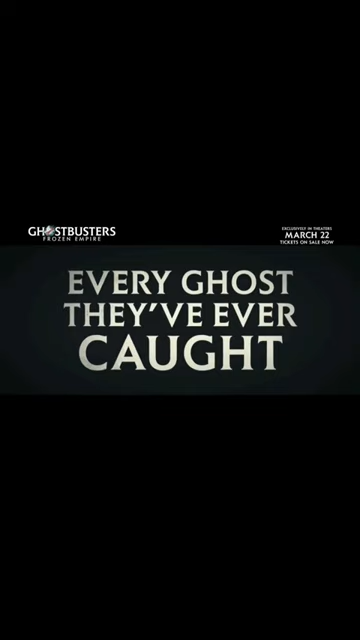 GHOSTBUSTERS
FROZEN EMPIRE
EXCLUSIVELY IN THEATERS
MARCH 22
TICKETS ON SALE NOW
EVERY GHOST
THEY'VE EVER
CAUGHT